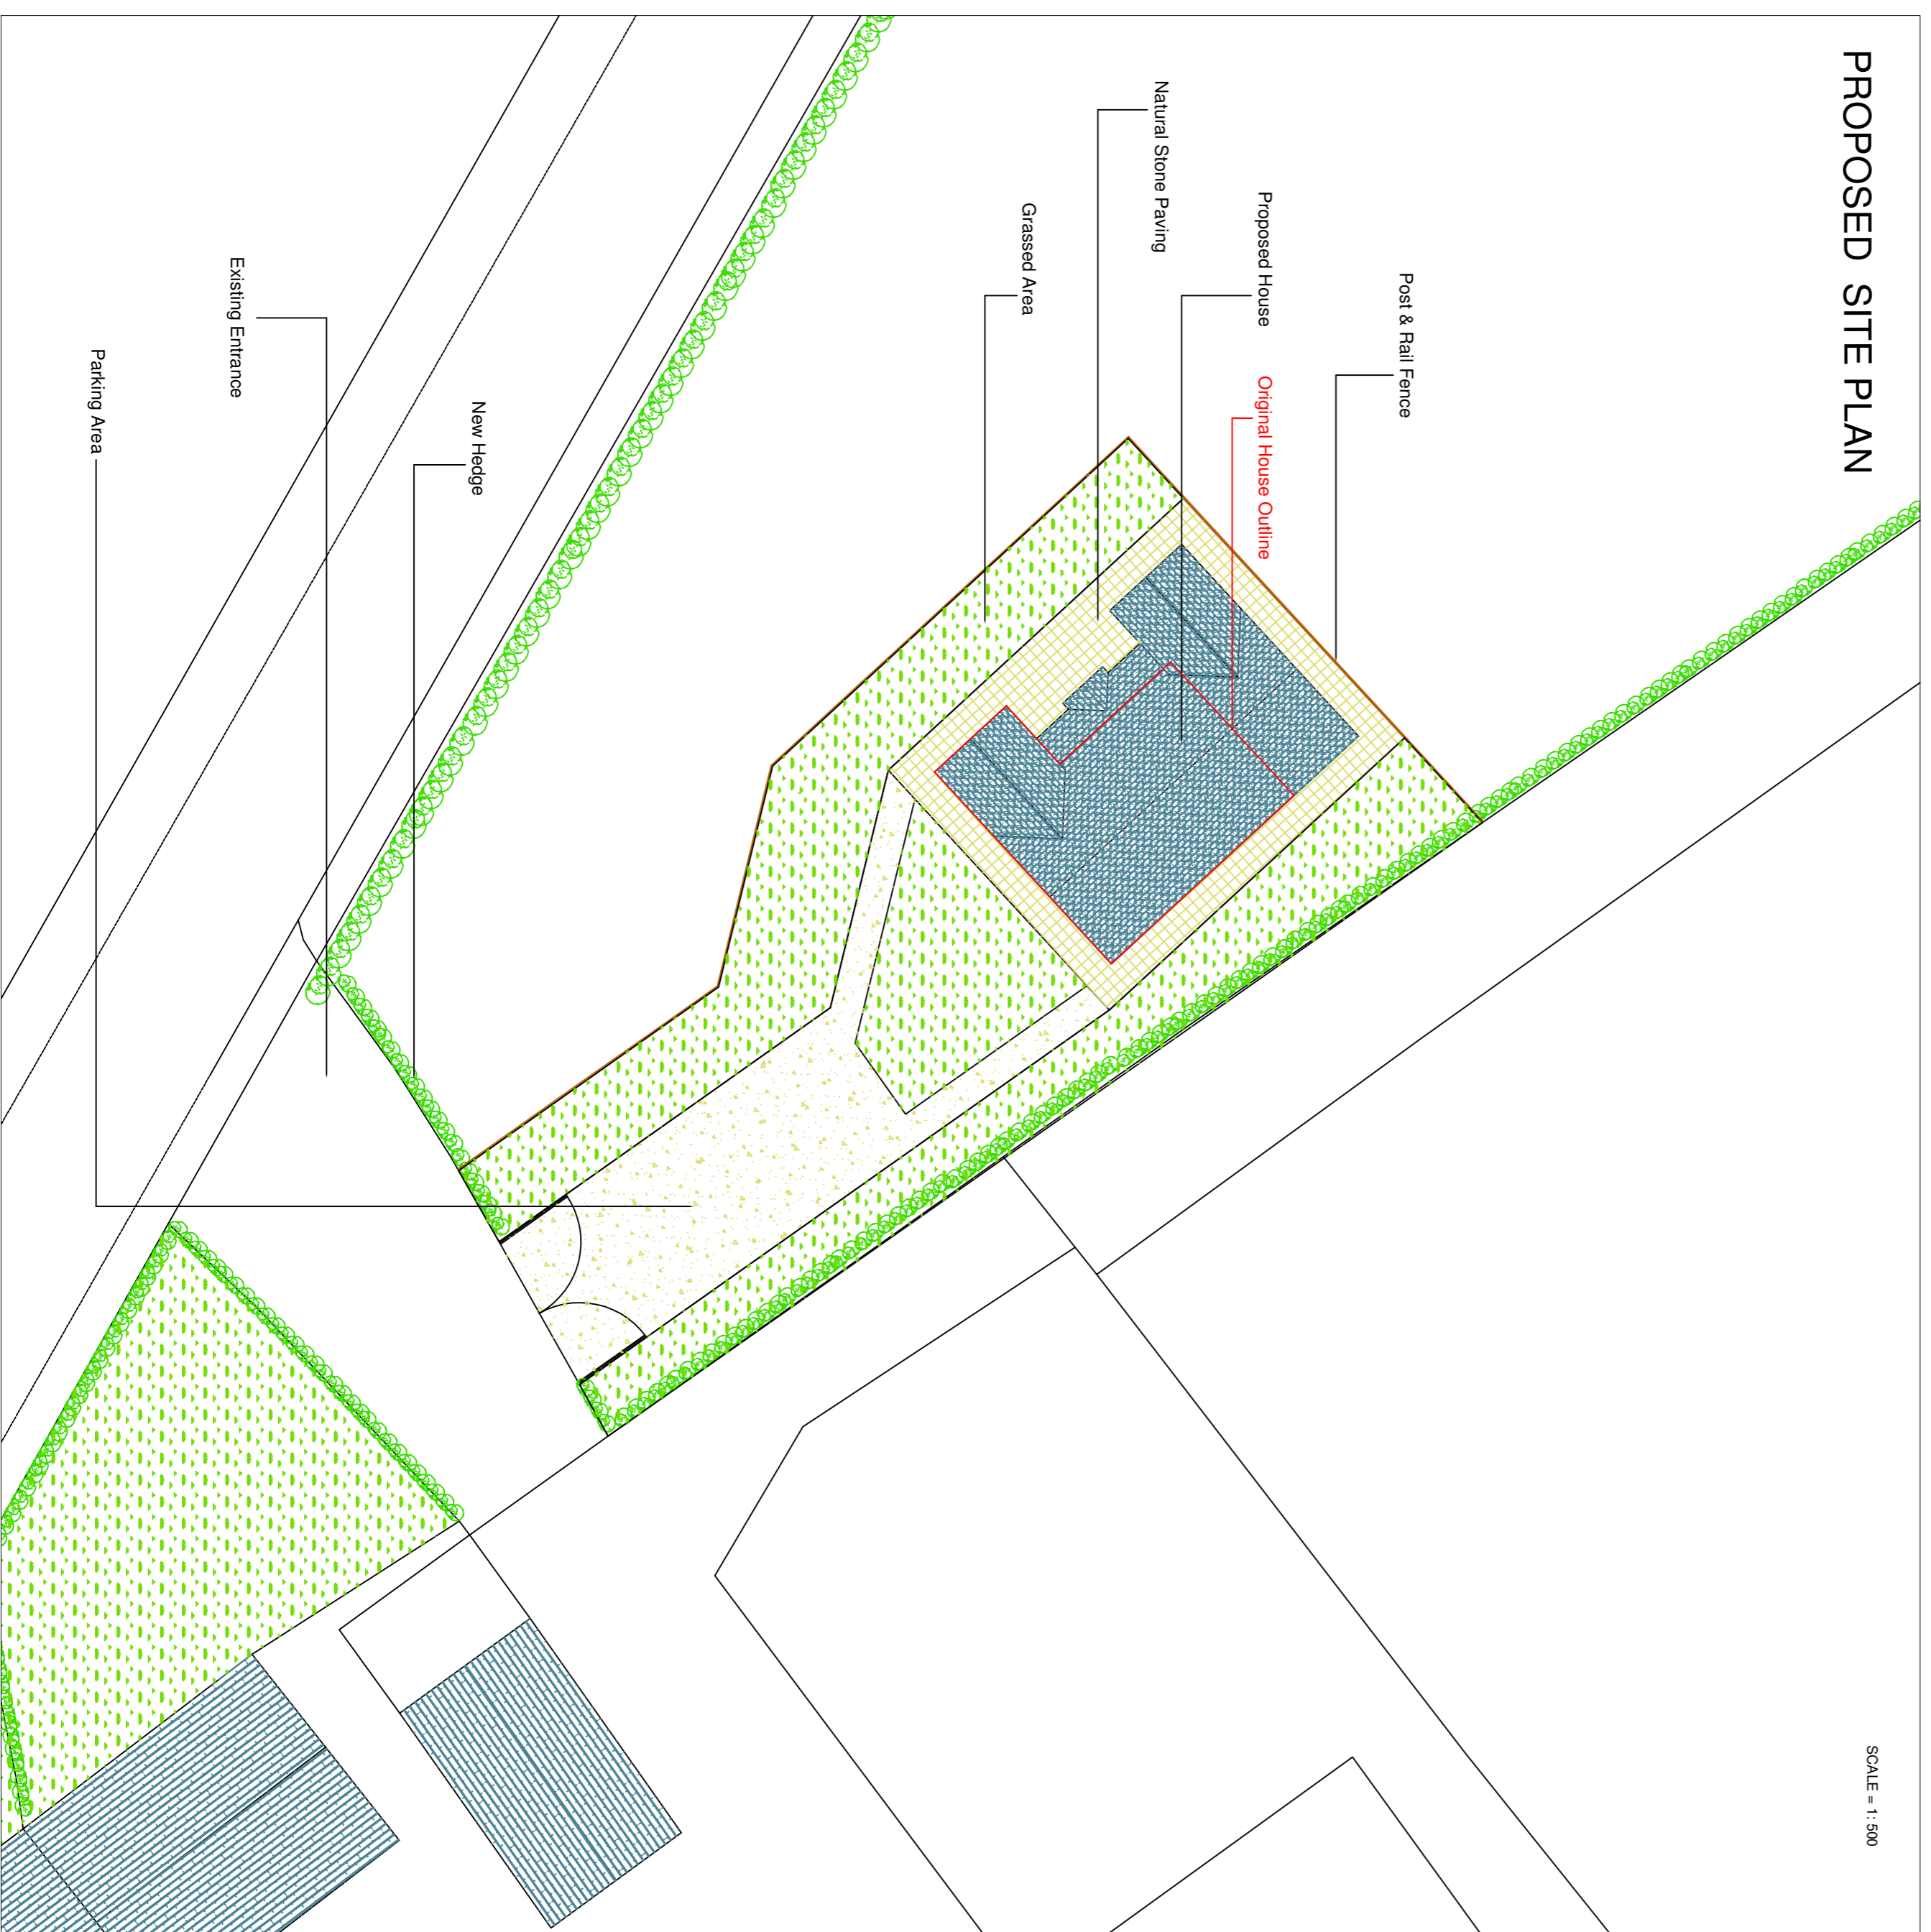 PROPOSED SITE PLAN
SCALE = 1: 500
Post & Rail Fence
Proposed House
Original House Outline
Natural Stone Paving
Grassed Area
New Hedge
Existing Entrance
Parking Area